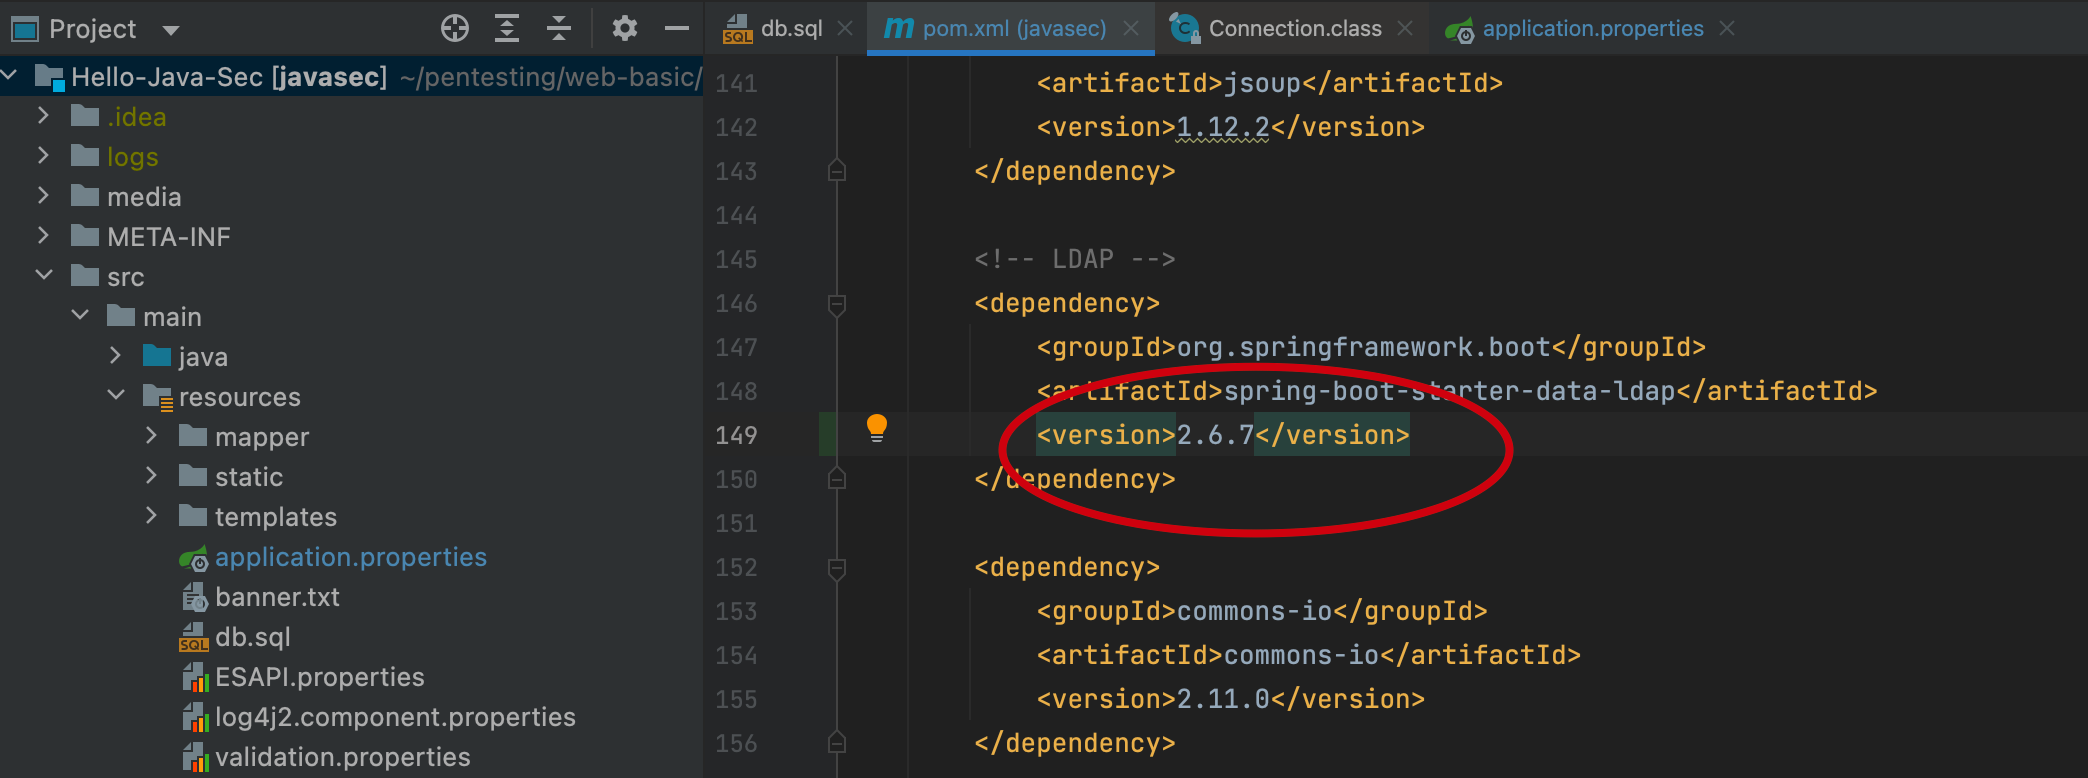 Project
db.sql
pom.xml (javasec)
Connection.class
application.properties
Hello-Java-Sec [javasec] ~/pentesting/web-basic/
.idea
logs
media
META-INF
src
main
java
resources
mapper
static
templates
application.properties
banner.txt
SQL db.sql
ESAPI.properties
log4j2.component.properties
validation.properties
141 <artifactId>jsoup</artifactId>
142 <version>1.12.2</version>
143 </dependency>
144
145 <!-- LDAP -->
146 <dependency>
147 <groupId>org.springframework.boot</groupId>
148 <artifactId>spring-boot-starter-data-ldap</artifactId>
149 <version>2.6.7</version>
150 </dependency>
151
152 <dependency>
153 <groupId>commons-io</groupId>
154 <artifactId>commons-io</artifactId>
155 <version>2.11.0</version>
156 </dependency>